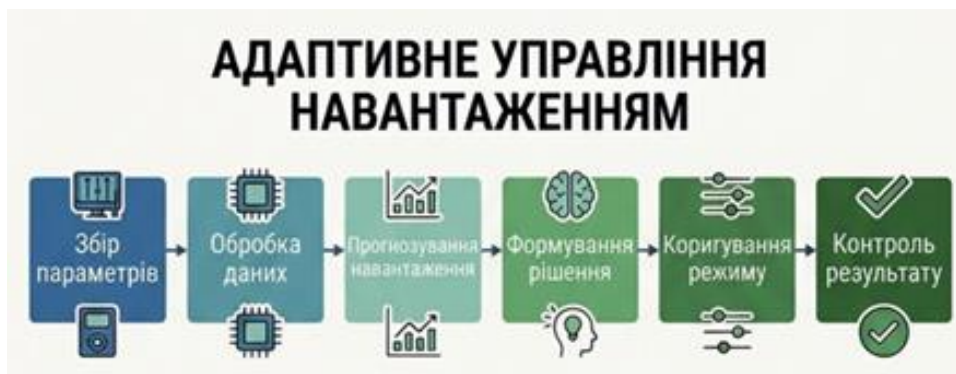 АДАПТИВНЕ УПРАВЛІННЯ
НАВАНТАЖЕННЯМ
Збір
параметрів
Обробка
даних
Прогнозування
навантаження
Формування
рішення
Коригування
режиму
Контроль
результату